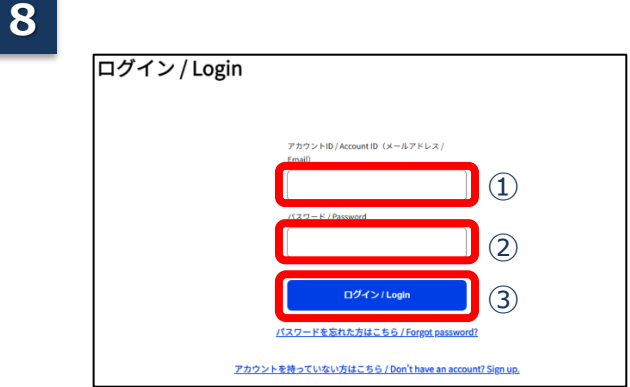 8
ログイン / Login
アカウントID / Account ID（メールアドレス /
Email）
①
パスワード / Password
②
ログイン / Login
③
パスワードを忘れた方はこちら / Forgot password?
アカウントを持っていない方はこちら / Don't have an account? Sign up.